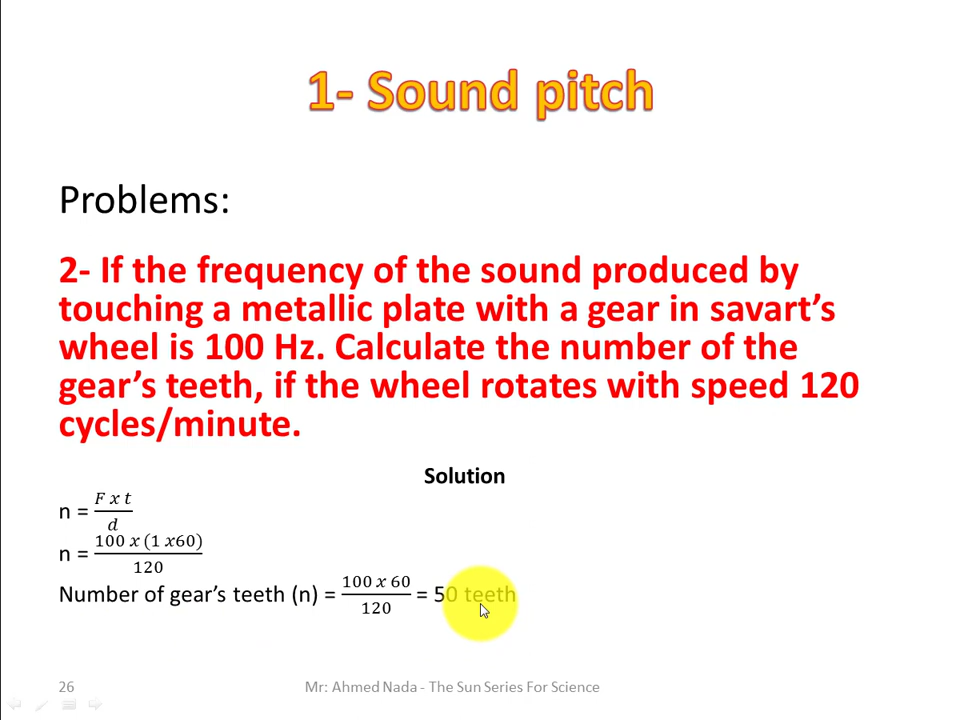 1- Sound pitch
Problems:
2- If the frequency of the sound produced by
touching a metallic plate with a gear in savart’s
wheel is 100 Hz. Calculate the number of the
gear’s teeth, if the wheel rotates with speed 120
cycles/minute.
Solution
n = F x t / d
n = 100 x (1 x60) / 120
Number of gear’s teeth (n) = 100 x 60 / 120 = 50 teeth
26 Mr: Ahmed Nada - The Sun Series For Science